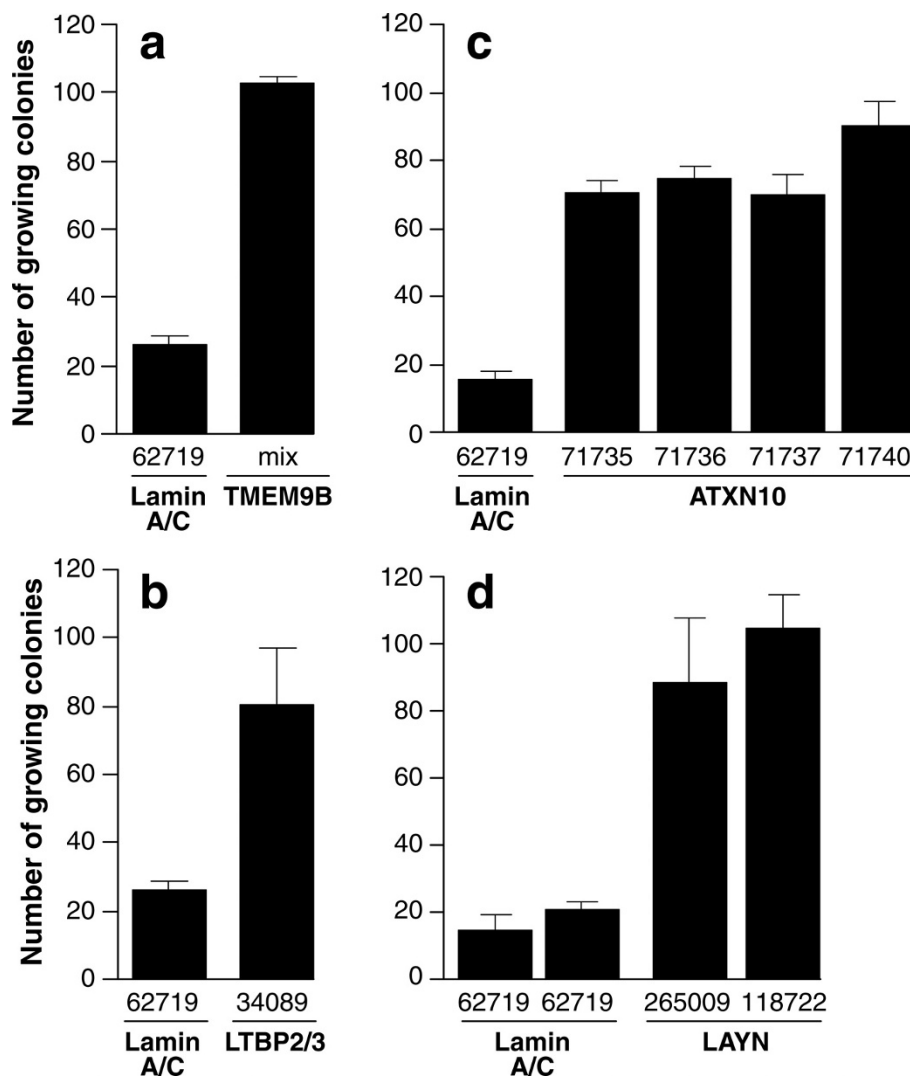 a
Number of growing colonies
120
100
80
60
40
20
0
62719 mix
Lamin A/C TMEM9B
c
120
100
80
60
40
20
0
62719 71735 71736 71737 71740
Lamin A/C ATXN10
b
Number of growing colonies
120
100
80
60
40
20
0
62719 34089
Lamin A/C LTBP2/3
d
120
100
80
60
40
20
0
62719 62719 265009 118722
Lamin A/C LAYN